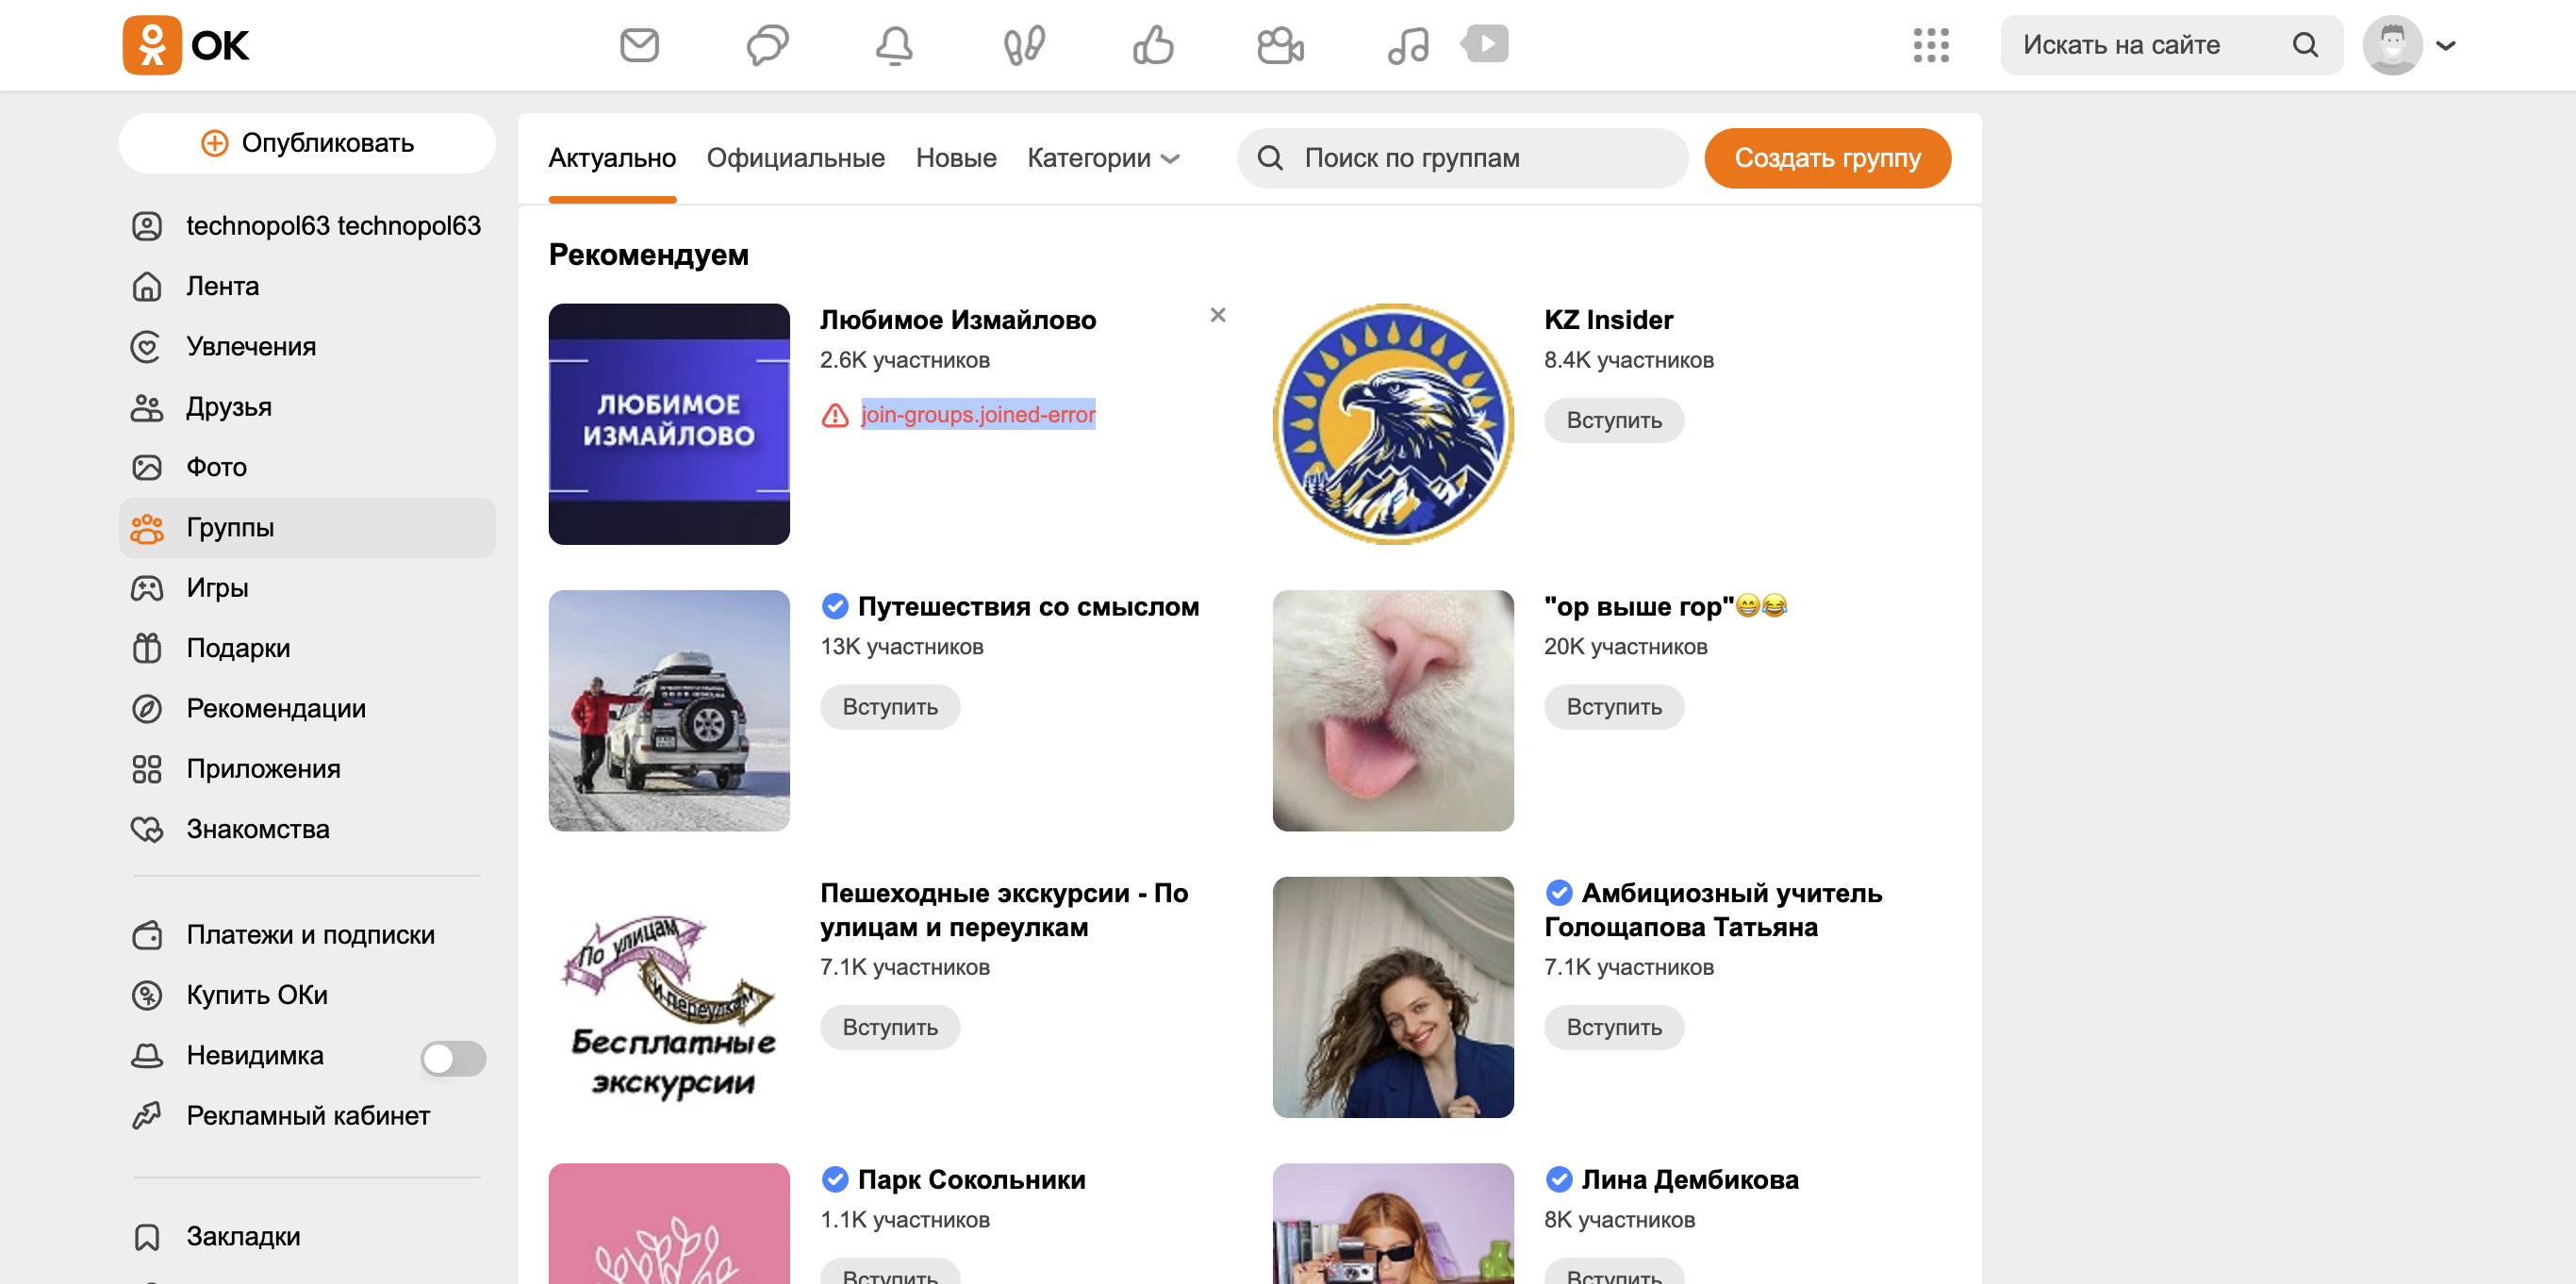 ОК
Искать на сайте
Опубликовать
technopol63 technopol63
Лента
Увлечения
Друзья
Фото
Группы
Игры
Подарки
Рекомендации
Приложения
Знакомства
Платежи и подписки
Купить ОКи
Невидимка
Рекламный кабинет
Закладки
Актуально
Официальные
Новые
Категории
Поиск по группам
Создать группу
Рекомендуем
ЛЮБИМОЕ
ИЗМАЙЛОВО
Любимое Измайлово
2.6K участников
join-groups.joined-error
KZ Insider
8.4K участников
Вступить
Путешествия со смыслом
13K участников
Вступить
"ор выше гор"😁😂
20K участников
Вступить
По улицам
и переулкам
Бесплатные
экскурсии
Пешеходные экскурсии - По
улицам и переулкам
7.1K участников
Вступить
Амбициозный учитель
Голощапова Татьяна
7.1K участников
Вступить
Парк Сокольники
1.1K участников
Вступить
Лина Дембикова
8K участников
Вступить